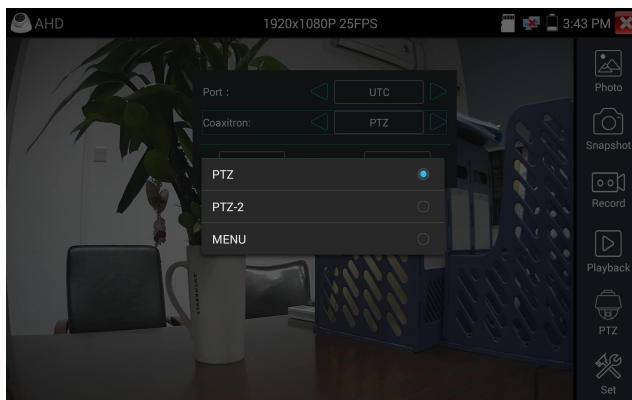 AHD
1920x1080P 25FPS
3:43 PM
Port :
UTC
Coaxitron:
PTZ
PTZ
PTZ-2
MENU
Photo
Snapshot
Record
Playback
PTZ
Set
STARBUCKS